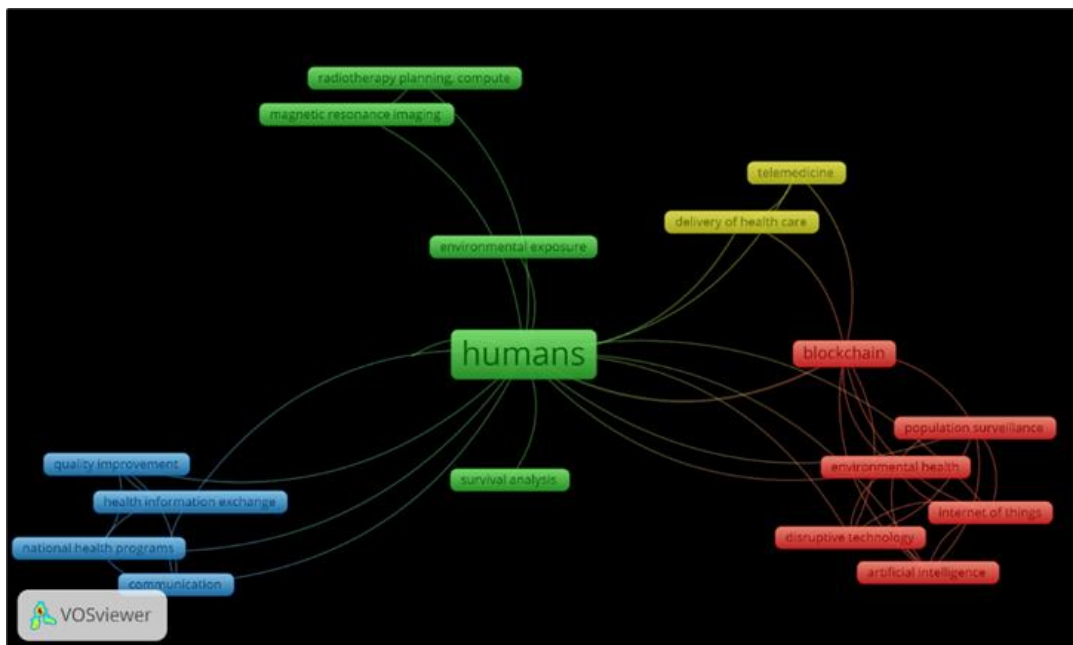 radiotherapy planning, compute
magnetic resonance imaging
telemedicine
delivery of health care
environmental exposure
humans
blockchain
population surveillance
quality improvement
environmental health
survival analysis
health information exchange
internet of things
disruptive technology
national health programs
artificial intelligence
communication
VOSviewer